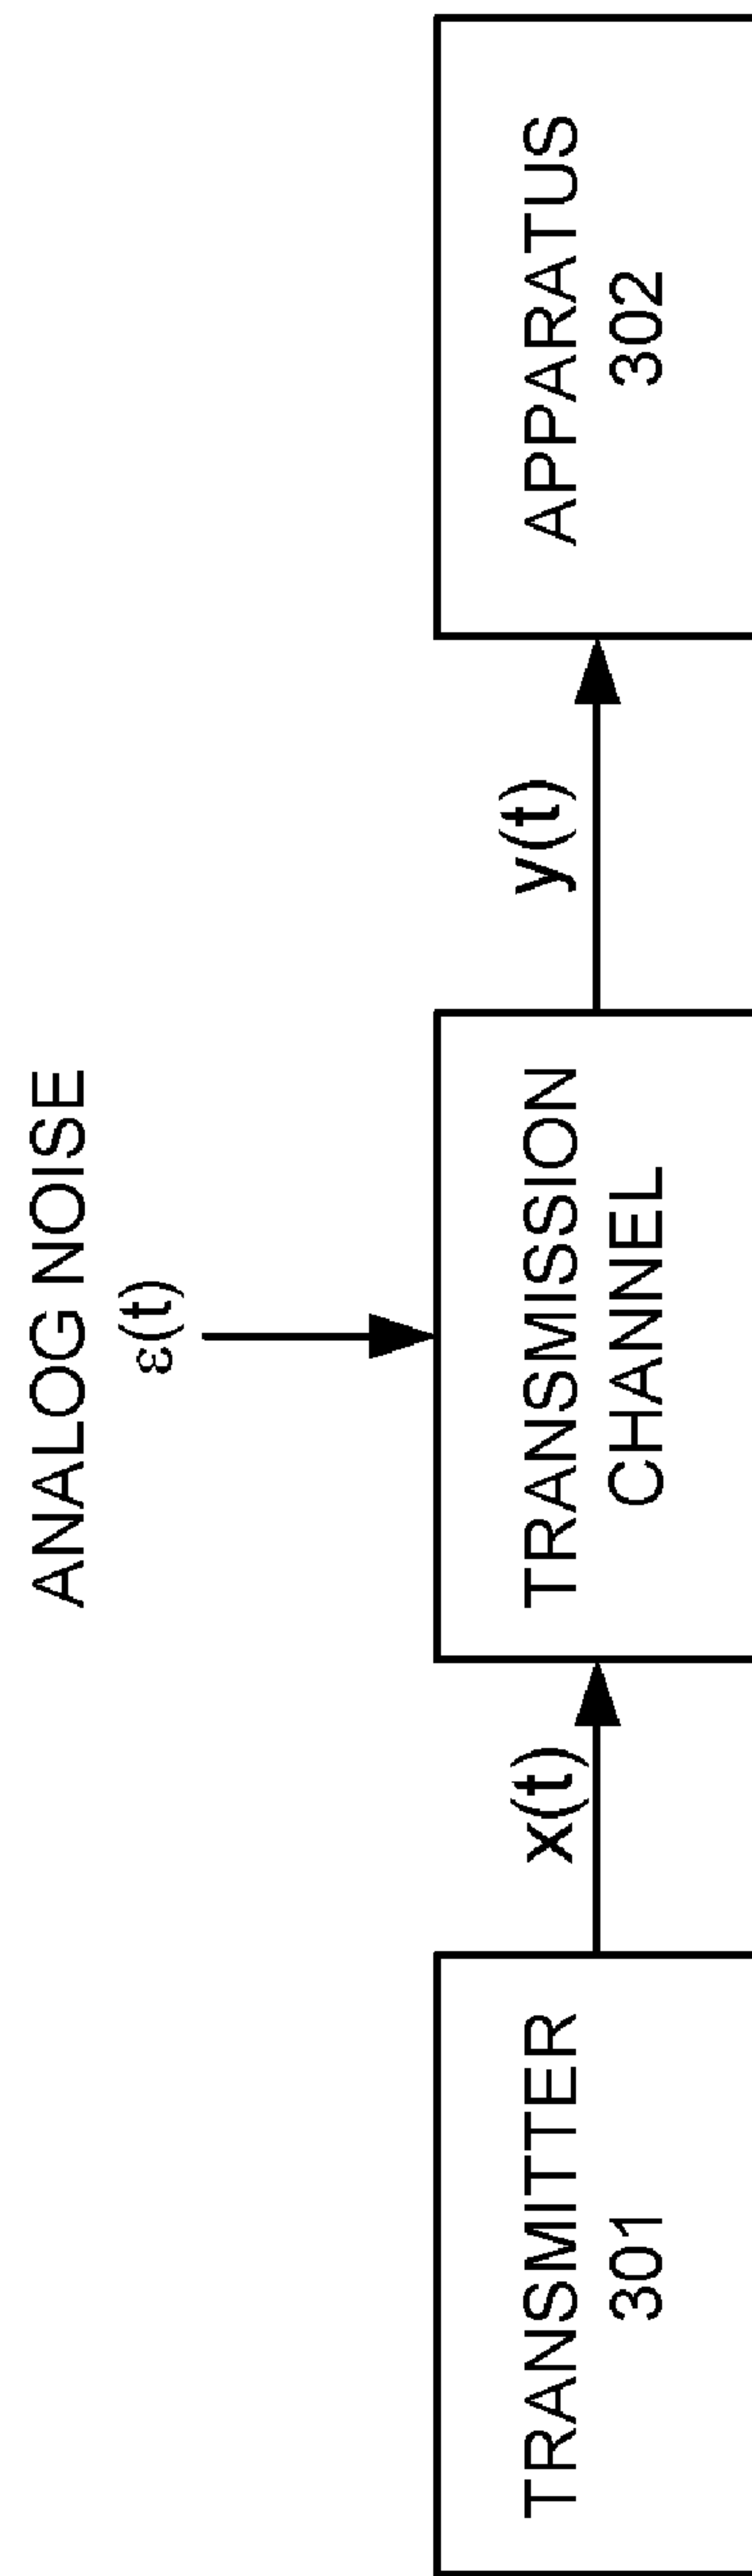 ANALOG NOISE
ε(t)
TRANSMITTER
301
x(t)
TRANSMISSION
CHANNEL
y(t)
APPARATUS
302